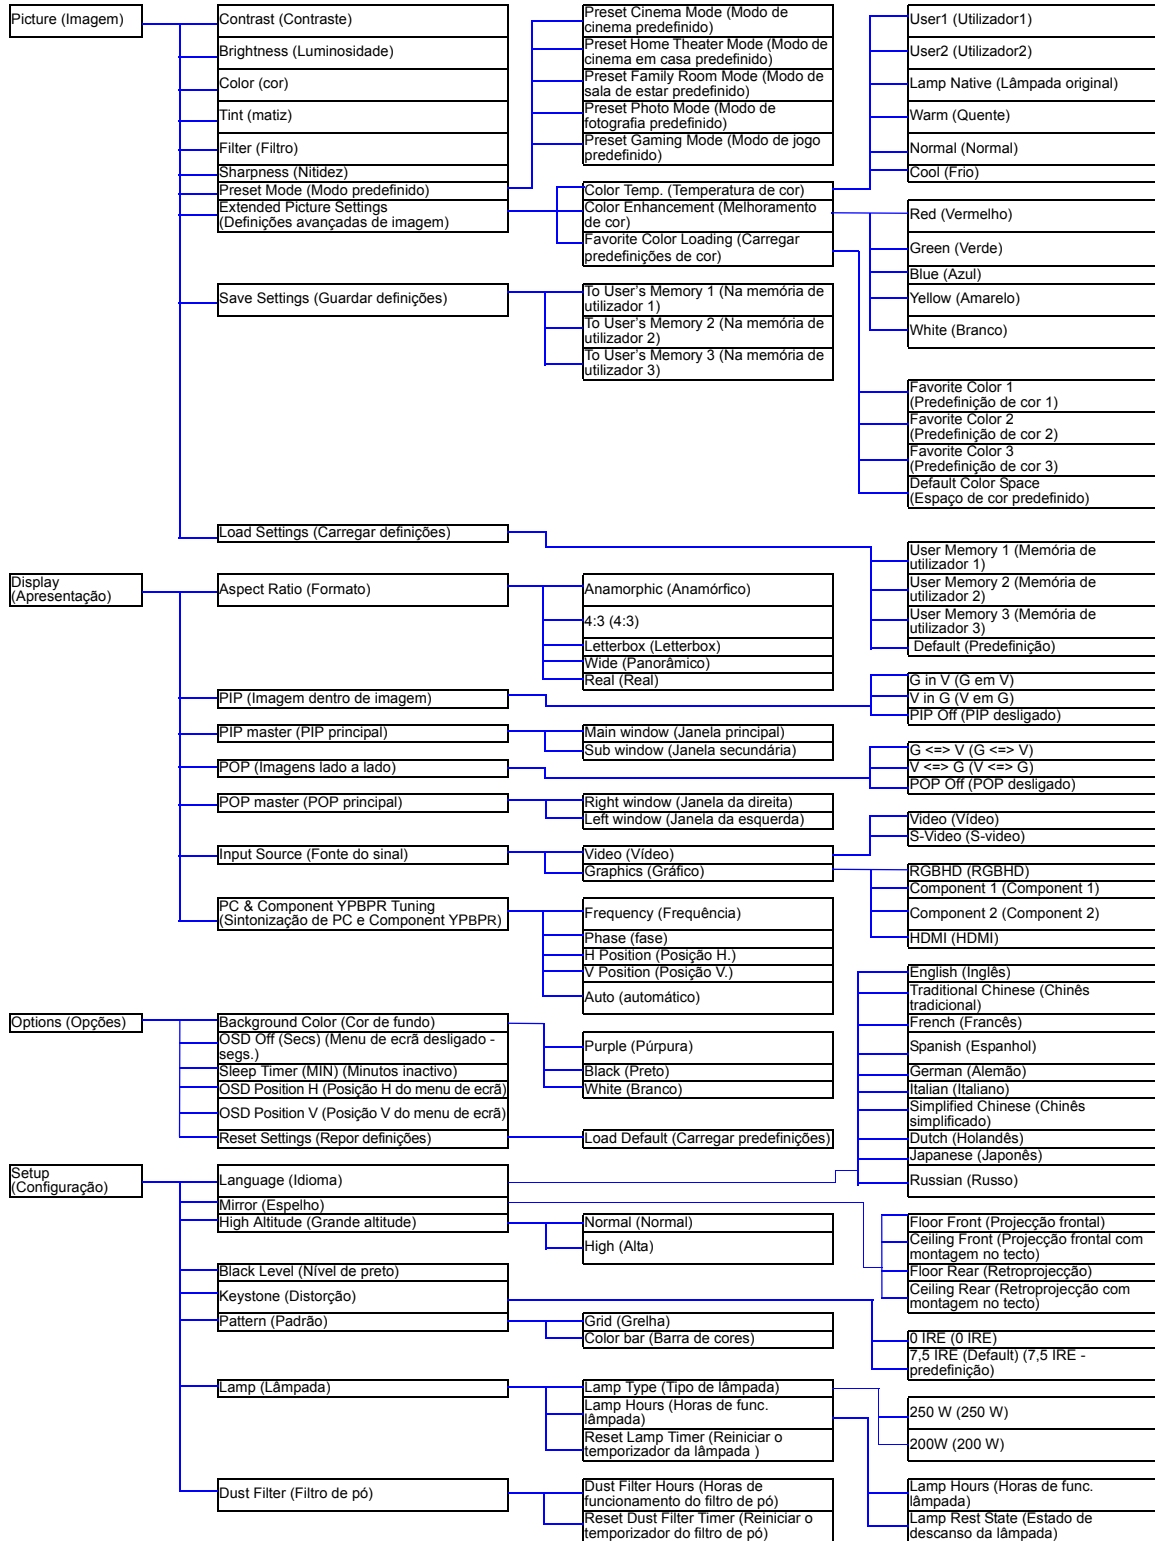 Picture (Imagem)
Contrast (Contraste)
Brightness (Luminosidade)
Color (cor)
Tint (matiz)
Filter (Filtro)
Sharpness (Nitidez)
Preset Mode (Modo predefinido)
Extended Picture Settings
(Definições avançadas de imagem)
Save Settings (Guardar definições)
Load Settings (Carregar definições)
Preset Cinema Mode (Modo de
cinema predefinido)
Preset Home Theater Mode (Modo de
cinema em casa predefinido)
Preset Family Room Mode (Modo de
sala de estar predefinido)
Preset Photo Mode (Modo de
fotografia predefinido)
Preset Gaming Mode (Modo de jogo
predefinido)
Color Temp. (Temperatura de cor)
Color Enhancement (Melhoramento
de cor)
Favorite Color Loading (Carregar
predefinições de cor)
To User’s Memory 1 (Na memória de
utilizador 1)
To User’s Memory 2 (Na memória de
utilizador 2)
To User’s Memory 3 (Na memória de
utilizador 3)
User1 (Utilizador1)
User2 (Utilizador2)
Lamp Native (Lâmpada original)
Warm (Quente)
Normal (Normal)
Cool (Frio)
Red (Vermelho)
Green (Verde)
Blue (Azul)
Yellow (Amarelo)
White (Branco)
Favorite Color 1
(Predefinição de cor 1)
Favorite Color 2
(Predefinição de cor 2)
Favorite Color 3
(Predefinição de cor 3)
Default Color Space
(Espaço de cor predefinido)
User Memory 1 (Memória de
utilizador 1)
User Memory 2 (Memória de
utilizador 2)
User Memory 3 (Memória de
utilizador 3)
Default (Predefinição)
Display
(Apresentação)
Aspect Ratio (Formato)
PIP (Imagem dentro de imagem)
PIP master (PIP principal)
POP (Imagens lado a lado)
POP master (POP principal)
Input Source (Fonte do sinal)
PC & Component YPBPR Tuning
(Sintonização de PC e Component YPBPR)
Anamorphic (Anamórfico)
4:3 (4:3)
Letterbox (Letterbox)
Wide (Panorâmico)
Real (Real)
Main window (Janela principal)
Sub window (Janela secundária)
Right window (Janela da direita)
Left window (Janela da esquerda)
Video (Vídeo)
Graphics (Gráfico)
Frequency (Frequência)
Phase (fase)
H Position (Posição H.)
V Position (Posição V.)
Auto (automático)
G in V (G em V)
V in G (V em G)
PIP Off (PIP desligado)
G <=> V (G <=> V)
V <=> G (V <=> G)
POP Off (POP desligado)
Video (Vídeo)
S-Video (S-video)
RGBHD (RGBHD)
Component 1 (Component 1)
Component 2 (Component 2)
HDMI (HDMI)
Options (Opções)
Background Color (Cor de fundo)
OSD Off (Secs) (Menu de ecrã desligado -
segs.)
Sleep Timer (MIN) (Minutos inactivo)
OSD Position H (Posição H do menu de ecrã)
OSD Position V (Posição V do menu de ecrã)
Reset Settings (Repor definições)
Purple (Púrpura)
Black (Preto)
White (Branco)
Load Default (Carregar predefinições)
Setup
(Configuração)
Language (Idioma)
Mirror (Espelho)
High Altitude (Grande altitude)
Black Level (Nível de preto)
Keystone (Distorção)
Pattern (Padrão)
Lamp (Lâmpada)
Dust Filter (Filtro de pó)
Normal (Normal)
High (Alta)
Grid (Grelha)
Color bar (Barra de cores)
Lamp Type (Tipo de lâmpada)
Lamp Hours (Horas de func.
lâmpada)
Reset Lamp Timer (Reiniciar o
temporizador da lâmpada )
Dust Filter Hours (Horas de
funcionamento do filtro de pó)
Reset Dust Filter Timer (Reiniciar o
temporizador do filtro de pó)
English (Inglês)
Traditional Chinese (Chinês
tradicional)
French (Francês)
Spanish (Espanhol)
German (Alemão)
Italian (Italiano)
Simplified Chinese (Chinês
simplificado)
Dutch (Holandês)
Japanese (Japonês)
Russian (Russo)
Floor Front (Projecção frontal)
Ceiling Front (Projecção frontal com
montagem no tecto)
Floor Rear (Retroprojecção)
Ceiling Rear (Retroprojecção com
montagem no tecto)
0 IRE (0 IRE)
7,5 IRE (Default) (7,5 IRE -
predefinição)
250 W (250 W)
200W (200 W)
Lamp Hours (Horas de func.
lâmpada)
Lamp Rest State (Estado de
descanso da lâmpada)